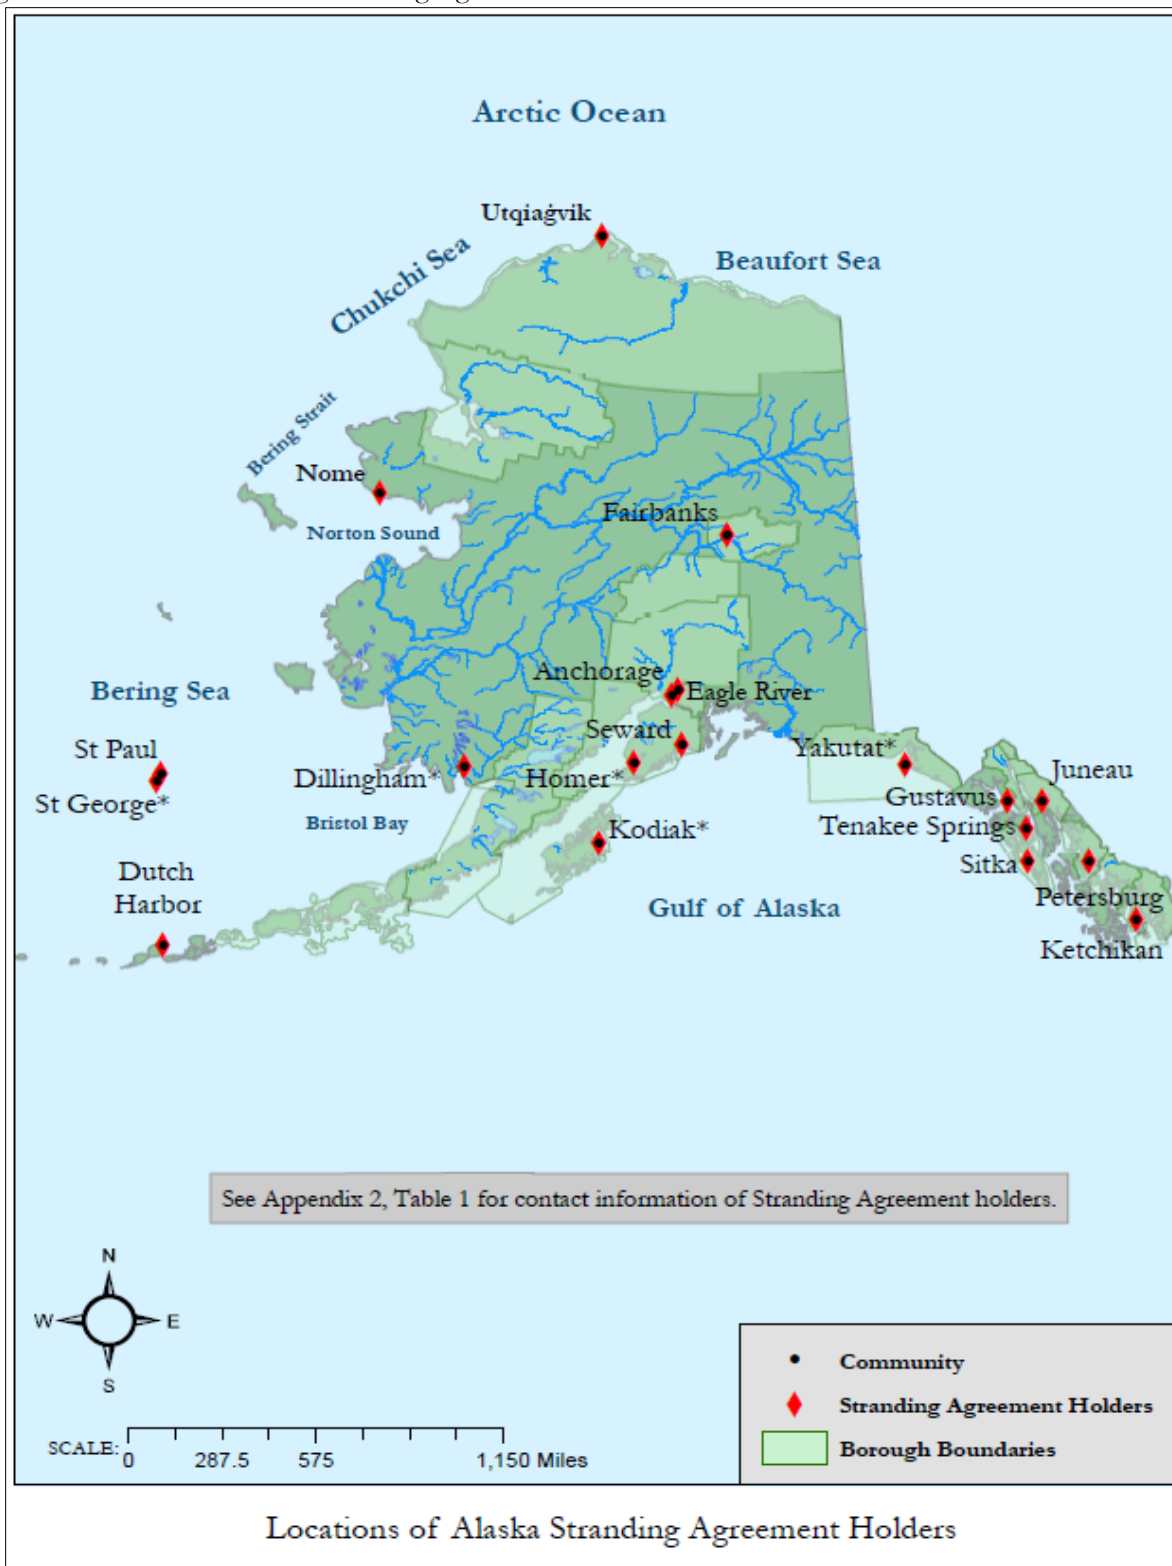 Arctic Ocean
Utqiaġvik
Chukchi Sea
Beaufort Sea
Bering Strait
Nome
Norton Sound
Fairbanks
Anchorage
Eagle River
Bering Sea
Seward
St Paul
Yakutat*
Juneau
Dillingham*
Homer*
St George*
Gustavus
Bristol Bay
Kodiak*
Tenakee Springs
Sitka
Dutch
Harbor
Gulf of Alaska
Petersburg
Ketchikan
See Appendix 2, Table 1 for contact information of Stranding Agreement holders.
N
W E
S
SCALE:
0 287.5 575 1,150 Miles
Community
Stranding Agreement Holders
Borough Boundaries
Locations of Alaska Stranding Agreement Holders